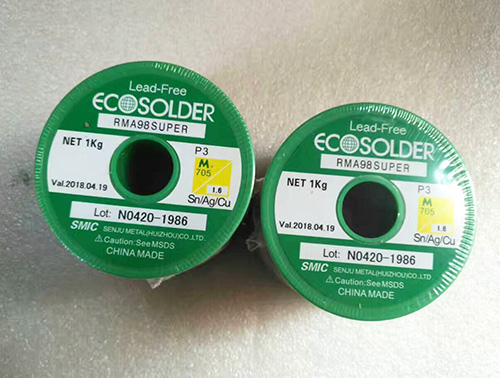 Lead-Free
ECOSOLDER
RMA98SUPER
NET 1Kg
P3
M
705
1.6
Val.2018.04.19
Sn/Ag/Cu
Lot: N0420-1986
SMIC SENJU METAL(HUIZHOU)CO.,LTD.
⚠Caution:See MSDS
CHINA MADE
Lead-Free
ECOSOLDER
RMA98SUPER
NET 1Kg
P3
M
705
1.6
Val.2018.04.19
Sn/Ag/Cu
Lot: N0420-1986
SMIC SENJU METAL(HUIZHOU)CO.,LTD.
⚠Caution:See MSDS
CHINA MADE